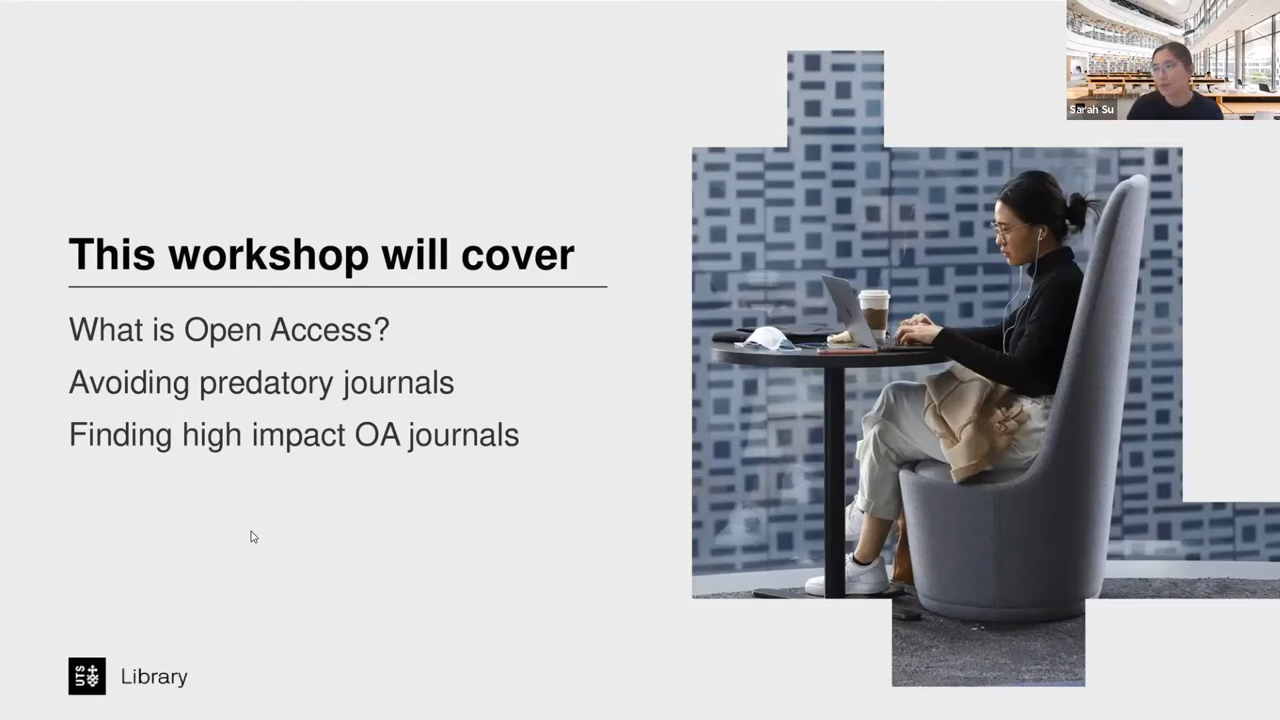 Sarah Su
This workshop will cover
What is Open Access?
Avoiding predatory journals
Finding high impact OA journals
UTS
Library